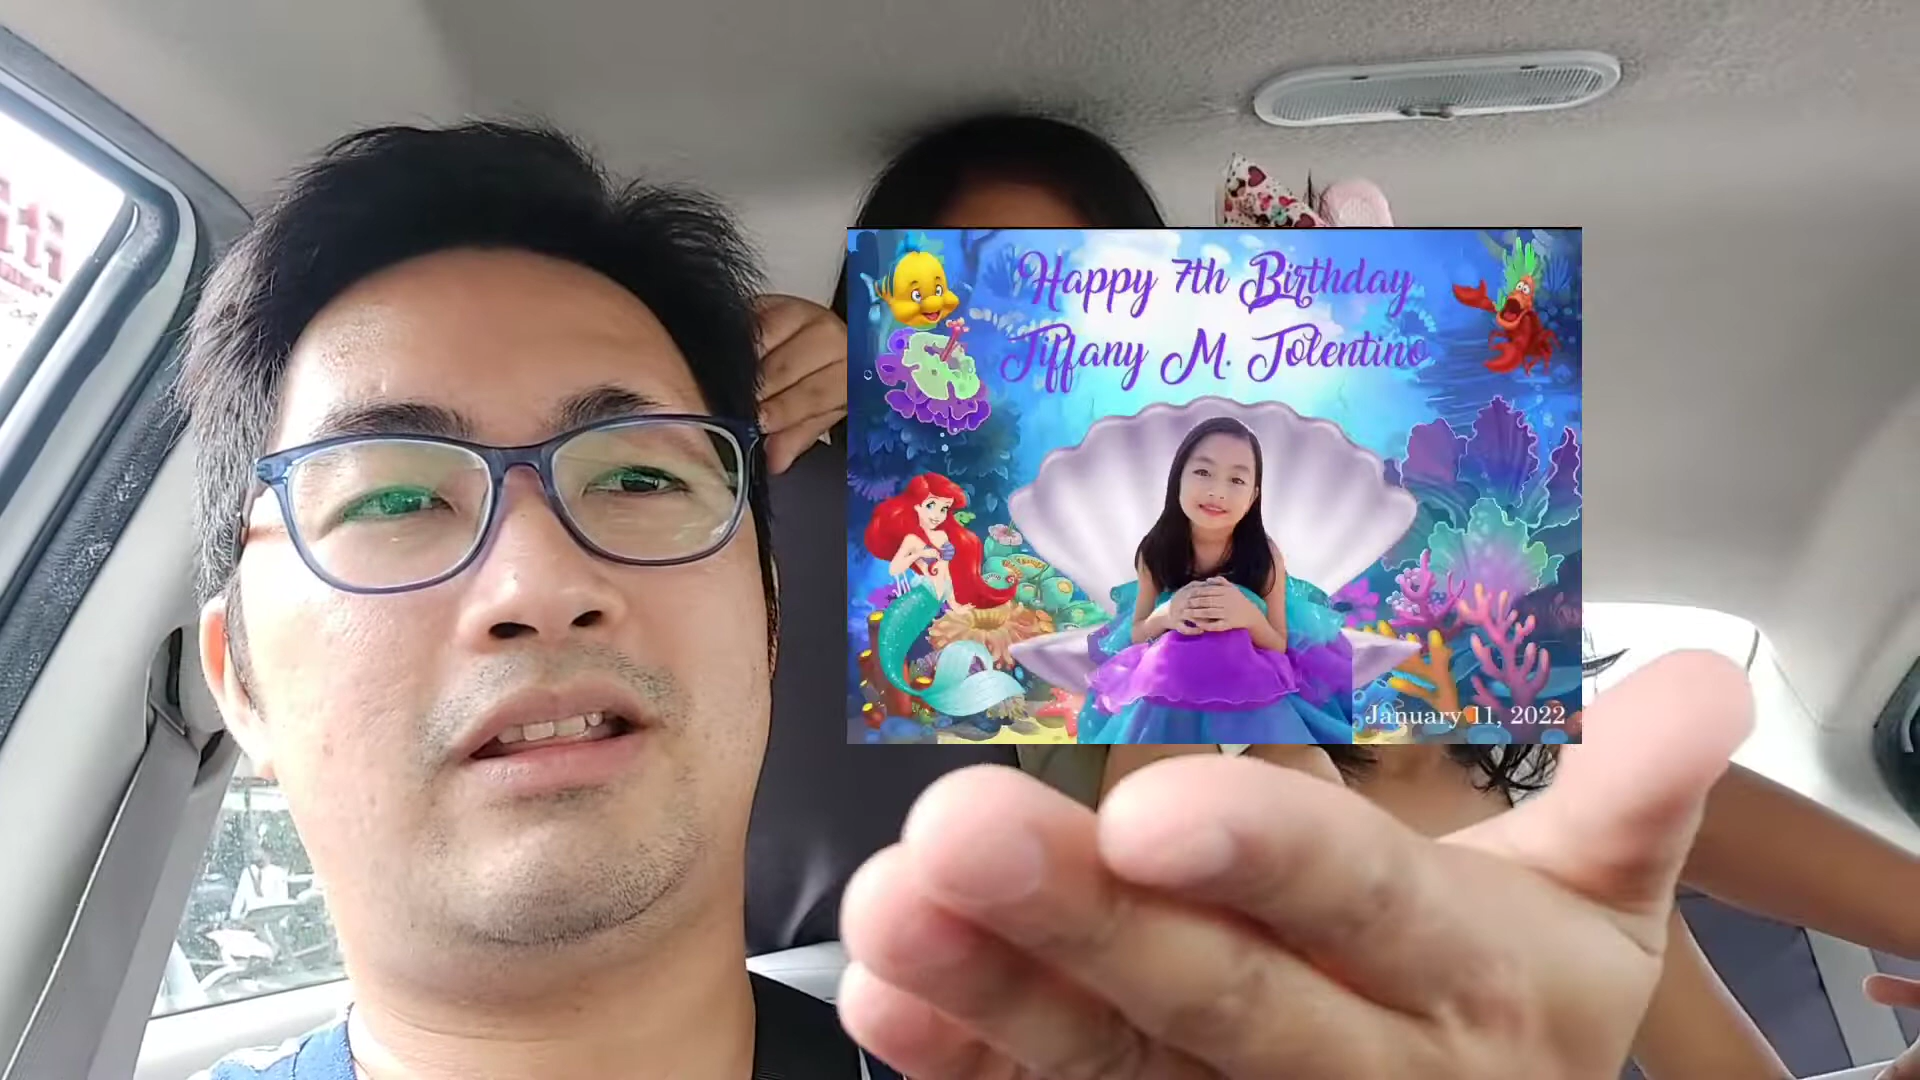 Happy 7th Birthday
Tiffany M. Tolentino
January 11, 2022